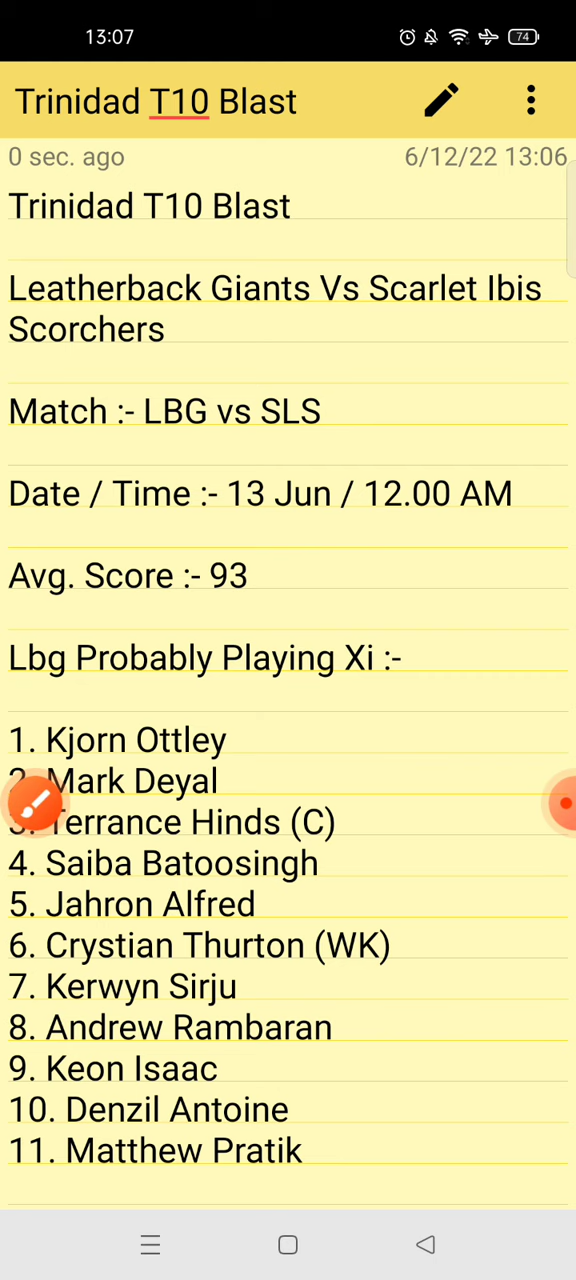 13:07
74
Trinidad T10 Blast
0 sec. ago
6/12/22 13:06
Trinidad T10 Blast
Leatherback Giants Vs Scarlet Ibis
Scorchers
Match :- LBG vs SLS
Date / Time :- 13 Jun / 12.00 AM
Avg. Score :- 93
Lbg Probably Playing Xi :-
1. Kjorn Ottley
2. Mark Deyal
3. Terrance Hinds (C)
4. Saiba Batoosingh
5. Jahron Alfred
6. Crystian Thurton (WK)
7. Kerwyn Sirju
8. Andrew Rambaran
9. Keon Isaac
10. Denzil Antoine
11. Matthew Pratik